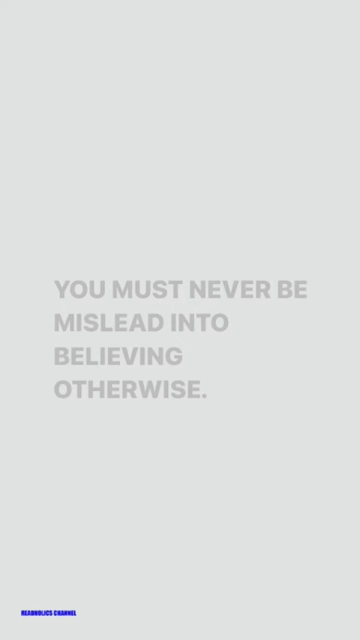 YOU MUST NEVER BE
MISLEAD INTO
BELIEVING
OTHERWISE.
READHOLICS CHANNEL